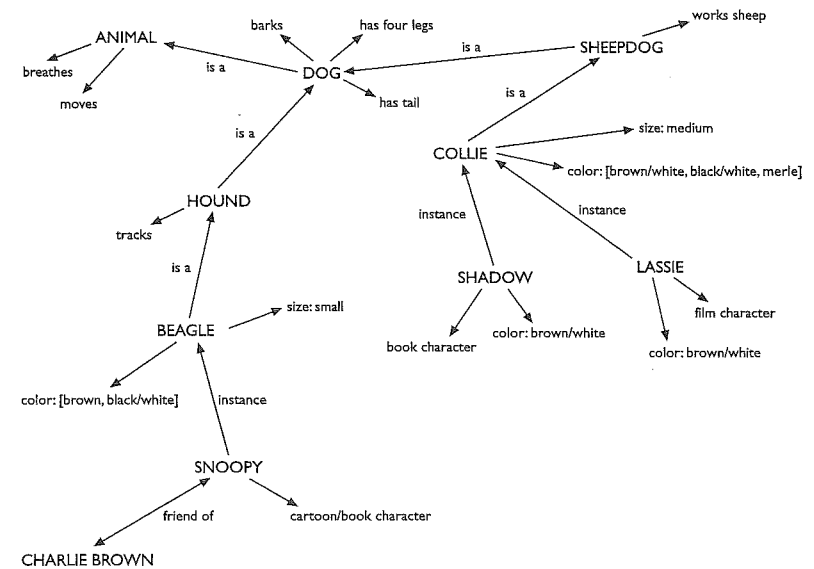 works sheep
barks
has four legs
ANIMAL
is a
SHEEPDOG
breathes
is a
DOG
moves
has tail
is a
is a
size: medium
COLLIE
color: [brown/white, black/white, merle]
HOUND
instance
instance
tracks
is a
SHADOW
LASSIE
size: small
film character
BEAGLE
book character
color: brown/white
color: brown/white
color: [brown, black/white]
instance
SNOOPY
friend of
cartoon/book character
CHARLIE BROWN